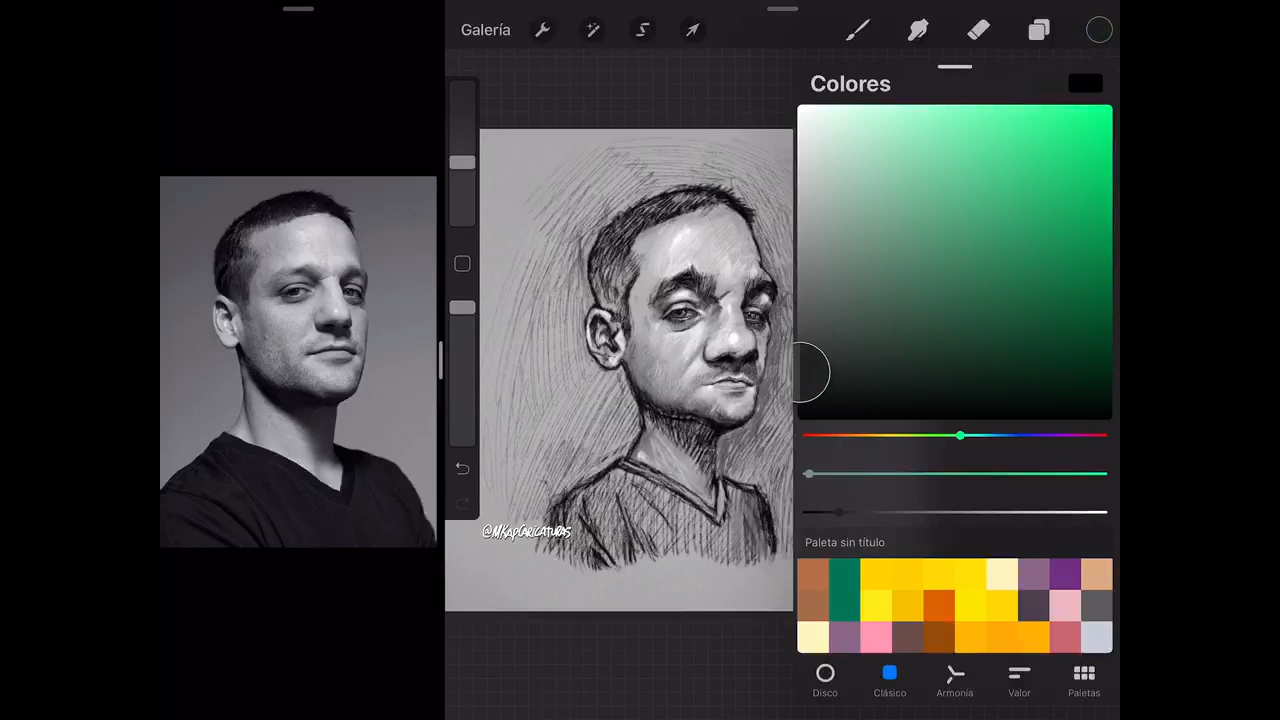 Galería
Colores
@MKAPCARICATURAS
Paleta sin título
Disco
Clásico
Armonía
Valor
Paletas